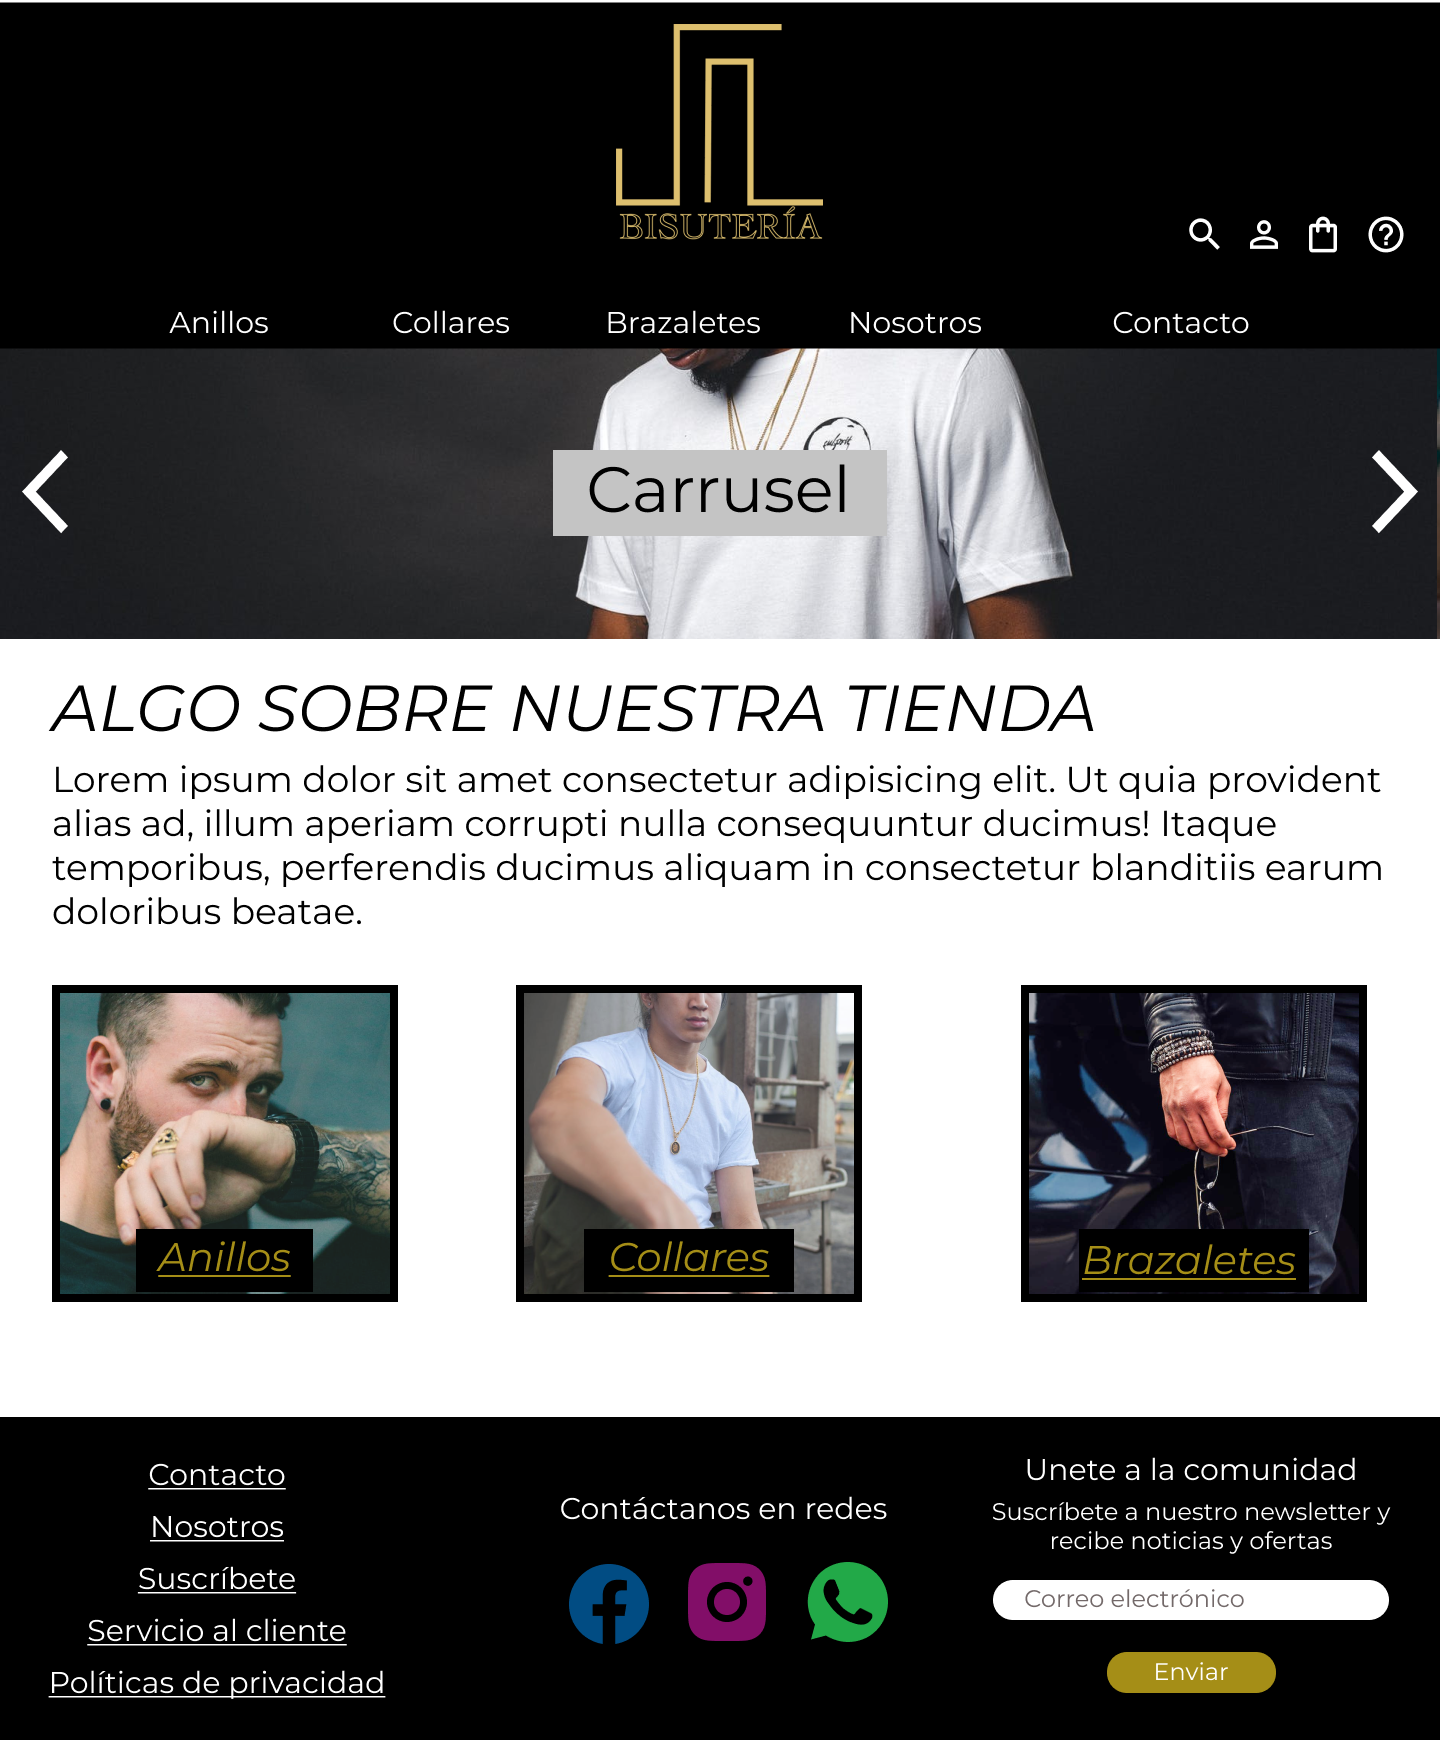 BISUTERÍA
Anillos Collares Brazaletes Nosotros Contacto
Carrusel
ALGO SOBRE NUESTRA TIENDA
Lorem ipsum dolor sit amet consectetur adipisicing elit. Ut quia provident
alias ad, illum aperiam corrupti nulla consequuntur ducimus! Itaque
temporibus, perferendis ducimus aliquam in consectetur blanditiis earum
doloribus beatae.
Anillos
Collares
Brazaletes
Contacto
Nosotros
Suscríbete
Servicio al cliente
Políticas de privacidad
Contáctanos en redes
Unete a la comunidad
Suscríbete a nuestro newsletter y
recibe noticias y ofertas
Correo electrónico
Enviar